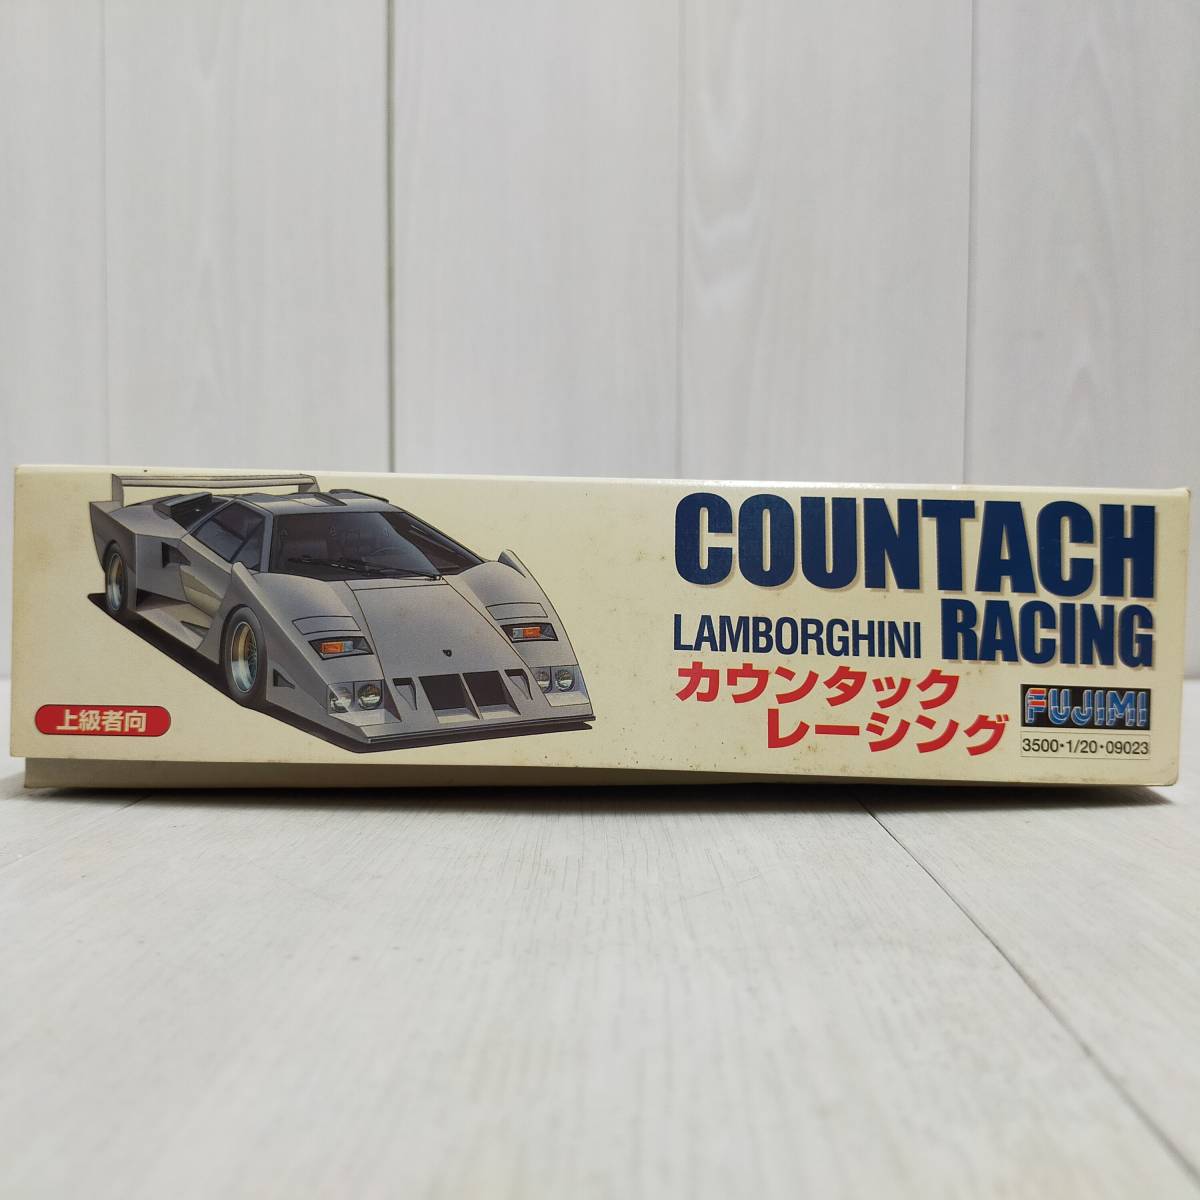 COUNTACH
LAMBORGHINI RACING
カウンタック
レーシング
FUJIMI
3500・1/20・09023
上級者向